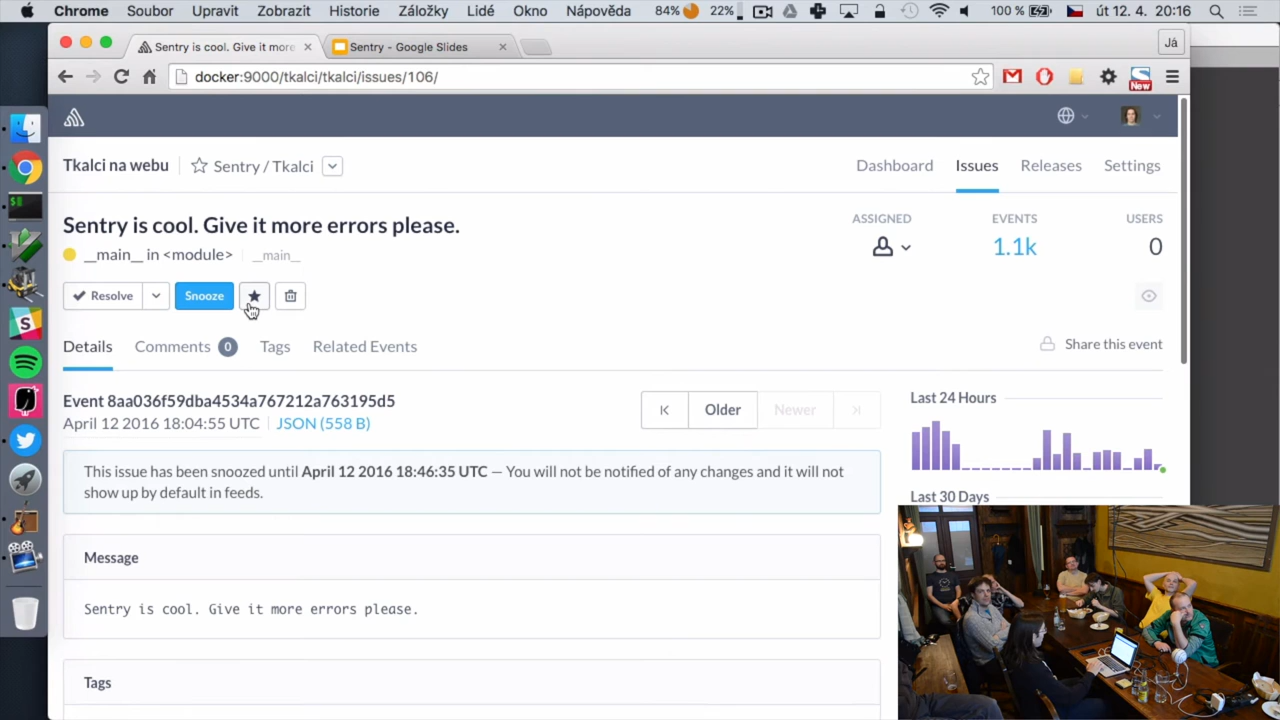 Chrome Soubor Upravit Zobrazit Historie Záložky Lidé Okno Nápověda 84% 22% 100 % út 12. 4. 20:16
Sentry is cool. Give it more × Sentry - Google Slides × Já
docker:9000/tkalci/tkalci/issues/106/ New
Tkalci na webu Sentry / Tkalci Dashboard Issues Releases Settings
Sentry is cool. Give it more errors please. ASSIGNED EVENTS USERS
__main__ in <module> __main__ 1.1k 0
Resolve Snooze
Details Comments 0 Tags Related Events Share this event
Event 8aa036f59dba4534a767212a763195d5 Older Newer Last 24 Hours
April 12 2016 18:04:55 UTC JSON (558 B)
This issue has been snoozed until April 12 2016 18:46:35 UTC — You will not be notified of any changes and it will
show up by default in feeds. Last 30 Days
Message
Sentry is cool. Give it more errors please.
Tags